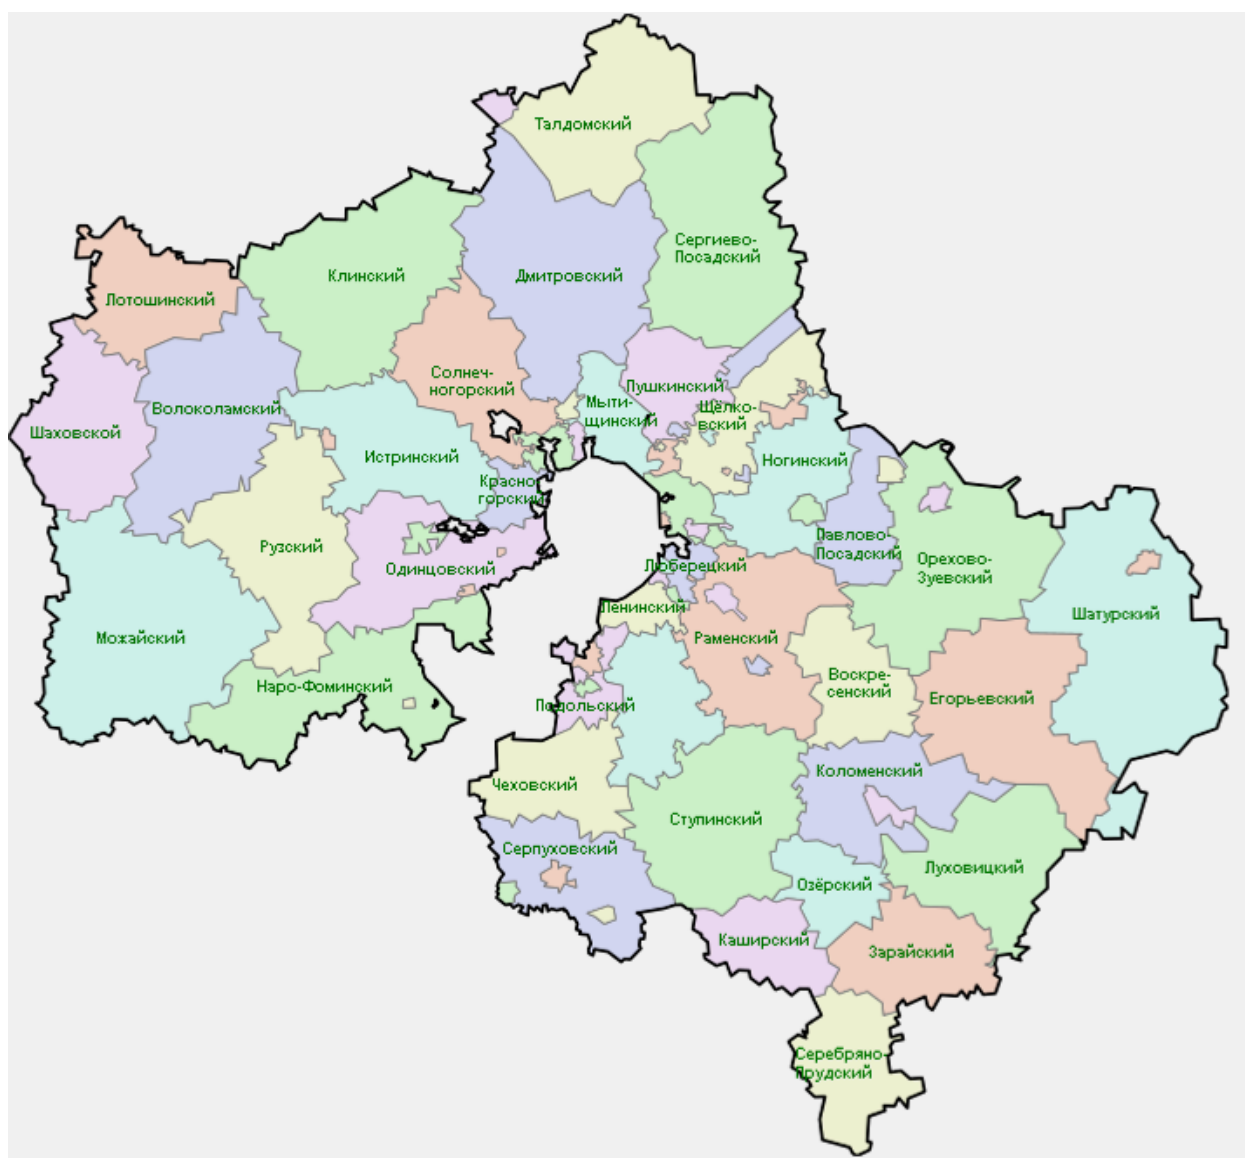 Талдомский
Сергиево-
Посадский
Клинский
Дмитровский
Лотошинский
Солнеч-
ногорский
Пушкинский
Волоколамский
Мыти-
щинский
Щёлко-
вский
Шаховской
Истринский
Ногинский
Красно-
горский
Павлово-
Посадский
Рузский
Орехово-
Зуевский
Одинцовский
Люберецкий
Ленинский
Шатурский
Можайский
Раменский
Наро-Фоминский
Воскре-
сенский
Егорьевский
Подольский
Коломенский
Чеховский
Ступинский
Серпуховский
Луховицкий
Озёрский
Каширский
Зарайский
Серебряно-
Прудский